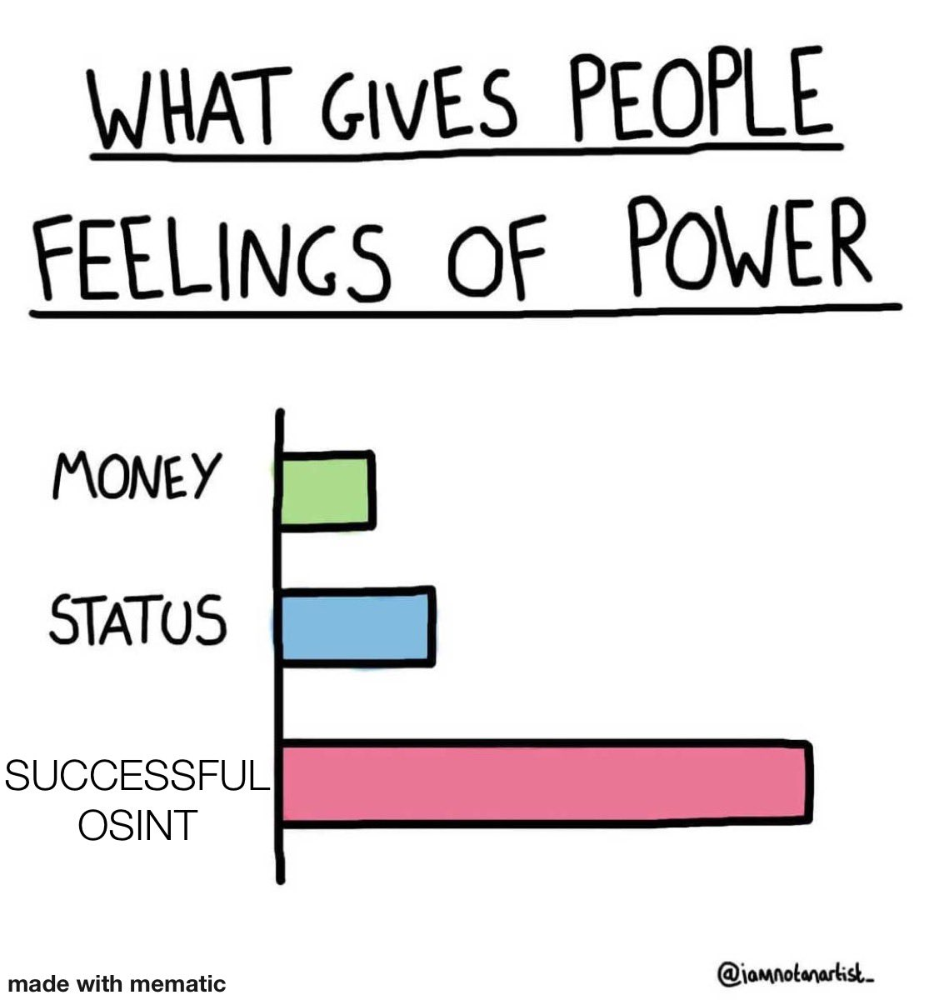 WHAT GIVES PEOPLE
FEELINGS OF POWER
MONEY
STATUS
SUCCESSFUL
OSINT
made with mematic
@iamnotanartist_